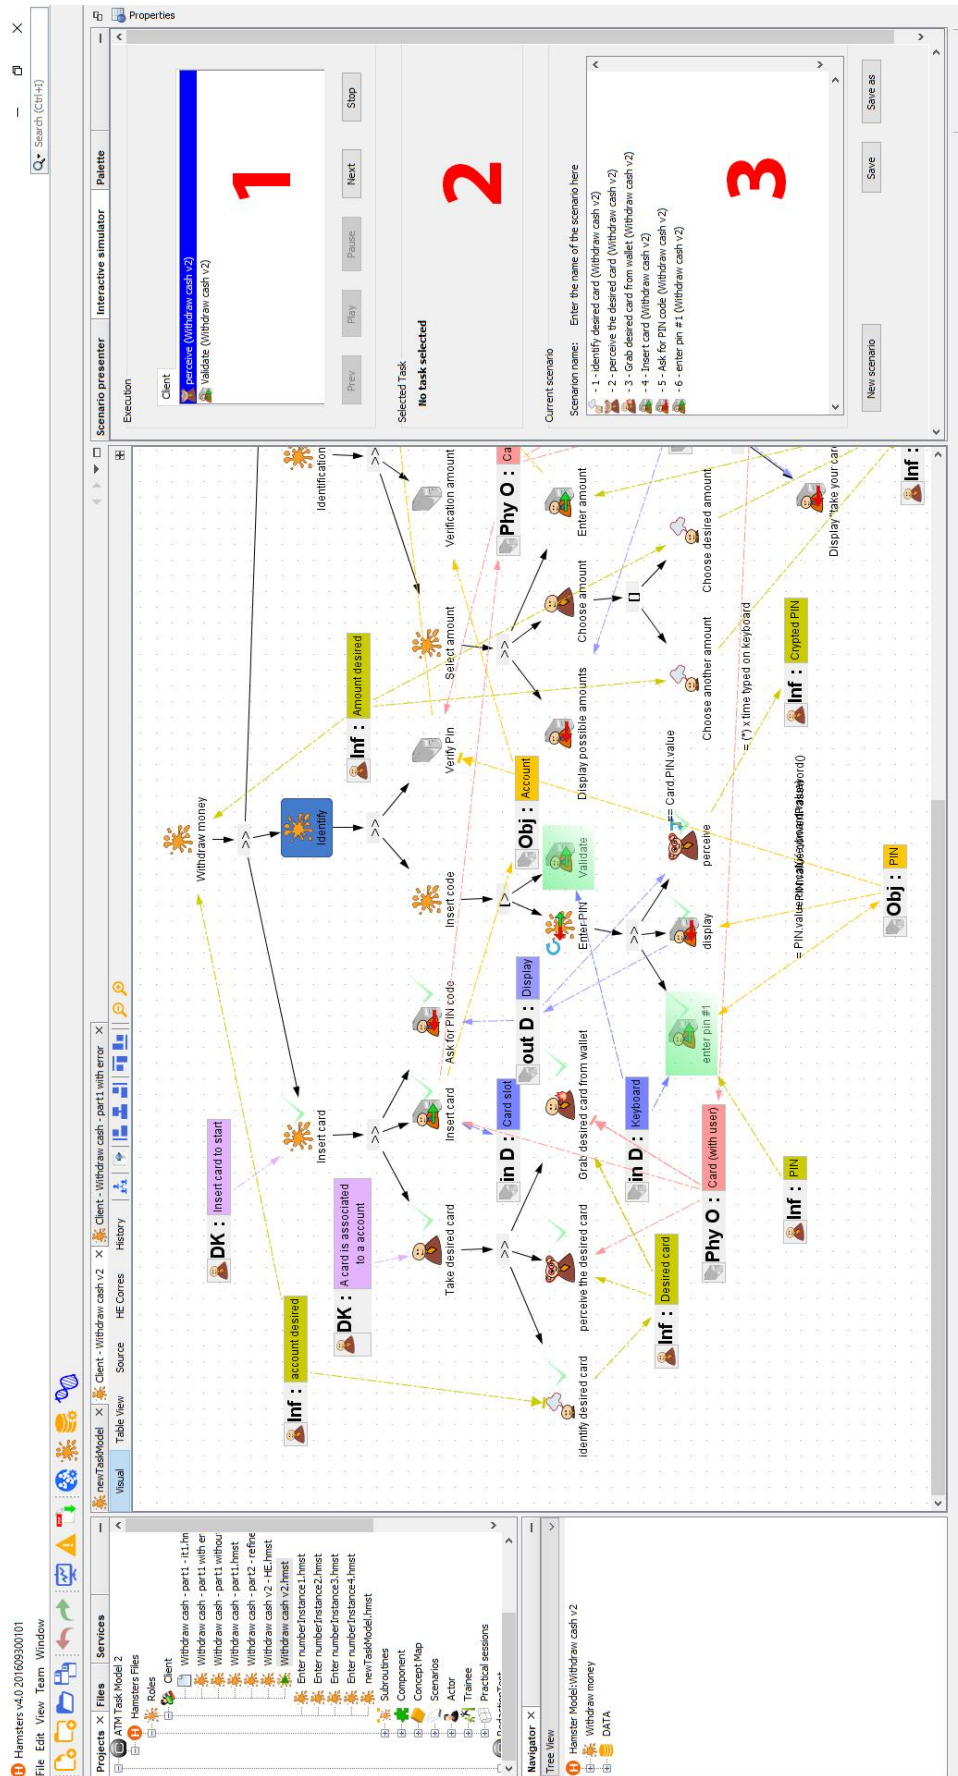 Hamsters v4.0 201609300101
File Edit View Team Window
Search (Ctrl+I)
Projects × Files Services
ATM Task Model 2
Hamsters Files
Roles
Client
Withdraw cash - part1 - it1.hn
Withdraw cash - part1 with er
Withdraw cash - part1 withou
Withdraw cash - part1.hmst
Withdraw cash - part2 - refine
Withdraw cash v2 - HE.hmst
Withdraw cash v2.hmst
Enter numberInstance1.hmst
Enter numberInstance2.hmst
Enter numberInstance3.hmst
Enter numberInstance4.hmst
newTaskModel.hmst
Subroutines
Component
Concept Map
Scenarios
Actor
Trainee
Practical sessions
Navigator ×
Tree View
Hamster Model:Withdraw cash v2
Withdraw money
DATA
newTaskModel × Client - Withdraw cash v2 × Client - Withdraw cash - part1 with error ×
Visual Table View Source HE Corres History
Withdraw money
>>
DK : Insert card to start
Inf : account desired
Insert card
Identify
Identification
DK : A card is associated to a account
>>
>>
>>
Inf : Amount desired
Take desired card
Insert card
Ask for PIN code
Insert code
Verify Pin
Select amount
Verification amount
>>
in D : Card slot
out D : Display
[>
Obj : Account
>>
Phy O : Ca
identify desired card
perceive the desired card
Grab desired card from wallet
Enter PIN
Validate
Display possible amounts
Choose amount
Enter amount
in D : Keyboard
>>
[]
Inf : Desired card
Phy O : Card (with user)
enter pin #1
display
perceive
== Card.PIN.value
Choose another amount
Choose desired amount
= (*) x time typed on keyboard
Inf : PIN
Inf : Crypted PIN
Obj : PIN
Display "take your car
Inf :
Scenario presenter Interactive simulator Palette
Properties
Execution
Client
perceive (Withdraw cash v2)
Validate (Withdraw cash v2)
1
Prev Play Pause Next Stop
Selected Task
No task selected
2
Current scenario
Scenarion name: Enter the name of the scenario here
- 1 - identify desired card (Withdraw cash v2)
- 2 - perceive the desired card (Withdraw cash v2)
- 3 - Grab desired card from wallet (Withdraw cash v2)
- 4 - Insert card (Withdraw cash v2)
- 5 - Ask for PIN code (Withdraw cash v2)
- 6 - enter pin #1 (Withdraw cash v2)
3
New scenario Save Save as